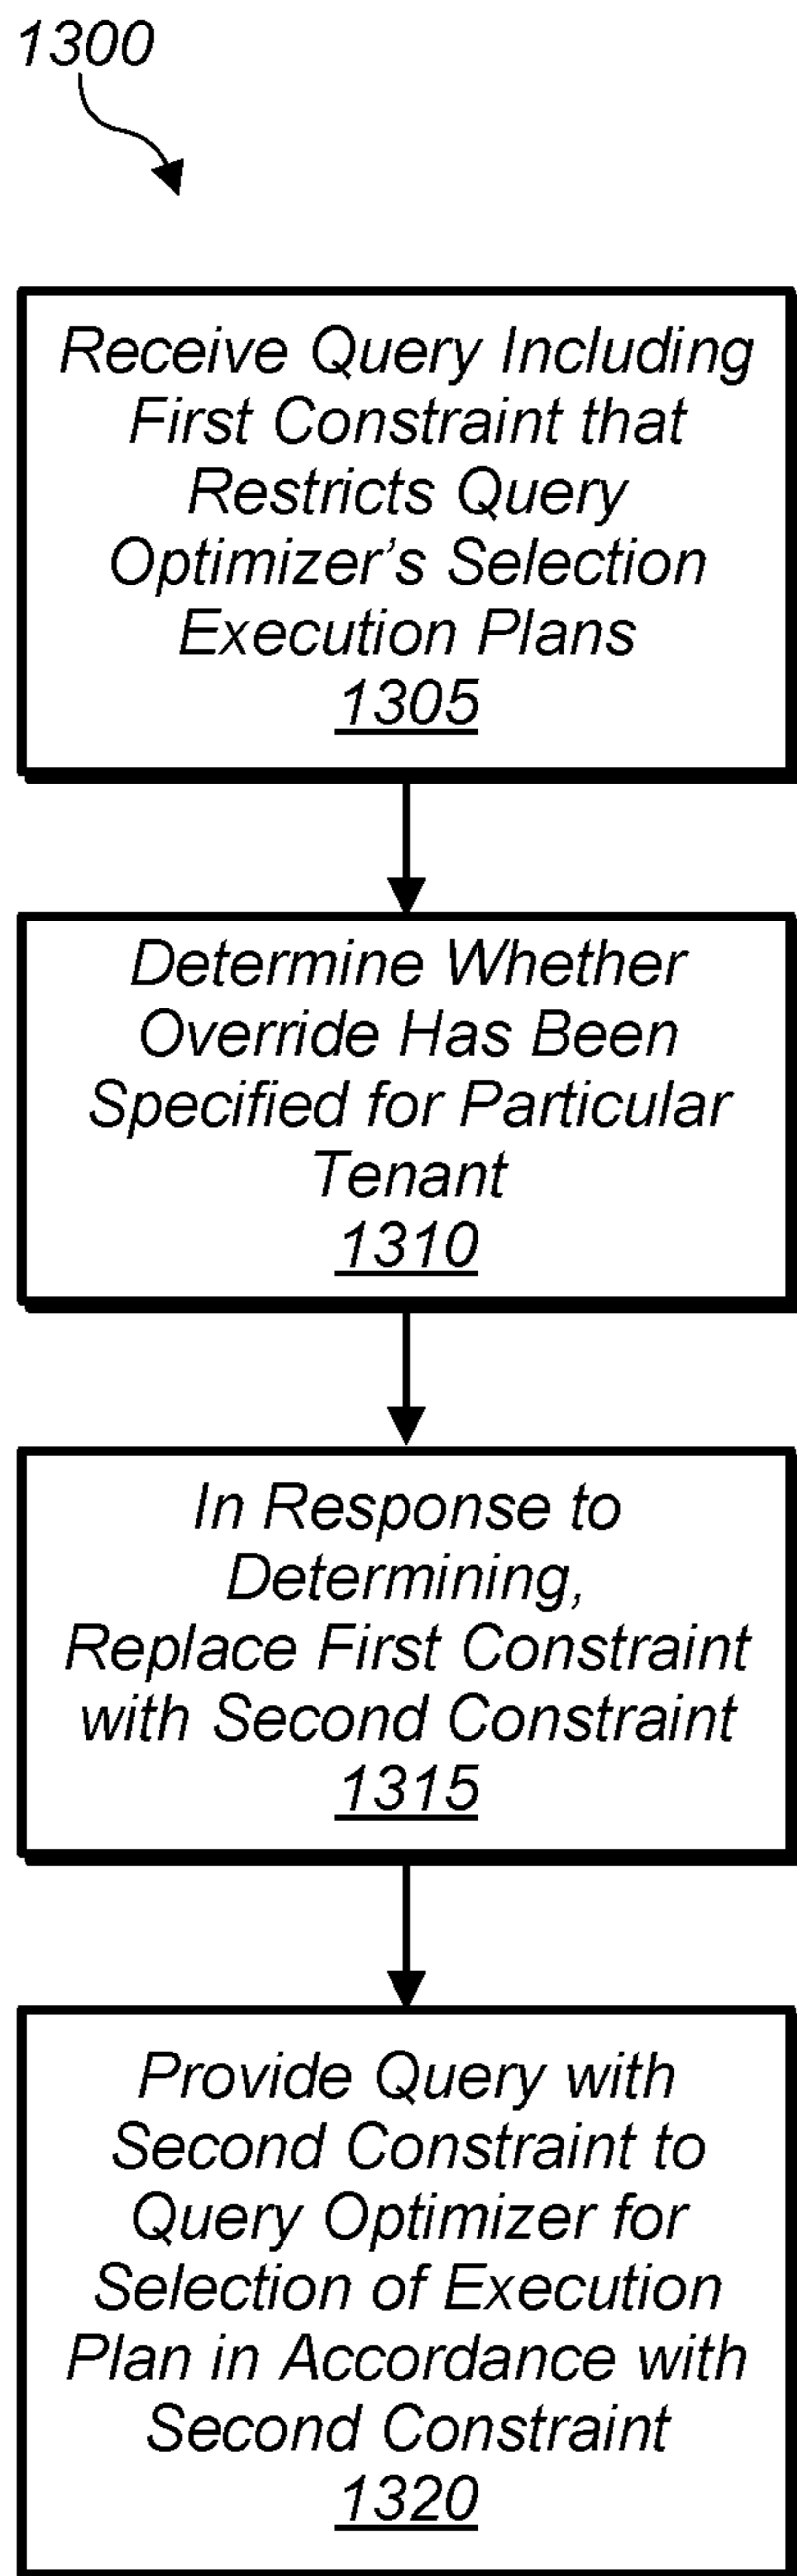 1300
Receive Query Including
First Constraint that
Restricts Query
Optimizer’s Selection
Execution Plans
1305
Determine Whether
Override Has Been
Specified for Particular
Tenant
1310
In Response to
Determining,
Replace First Constraint
with Second Constraint
1315
Provide Query with
Second Constraint to
Query Optimizer for
Selection of Execution
Plan in Accordance with
Second Constraint
1320